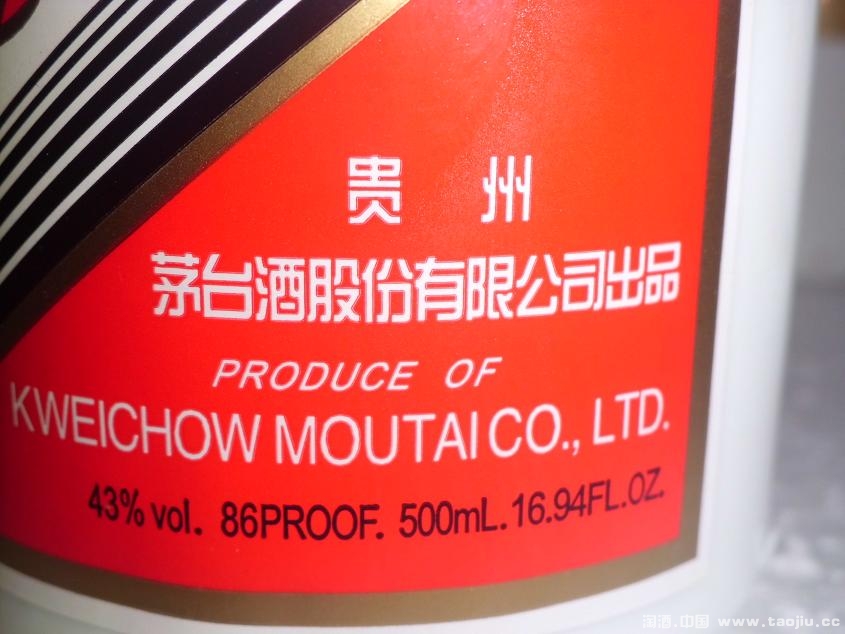 贵 州
茅台酒股份有限公司出品
PRODUCE OF
KWEICHOW MOUTAI CO., LTD.
43% vol. 86PROOF. 500mL. 16.94FL.OZ.
淘酒.中国 www.taojiu.cc